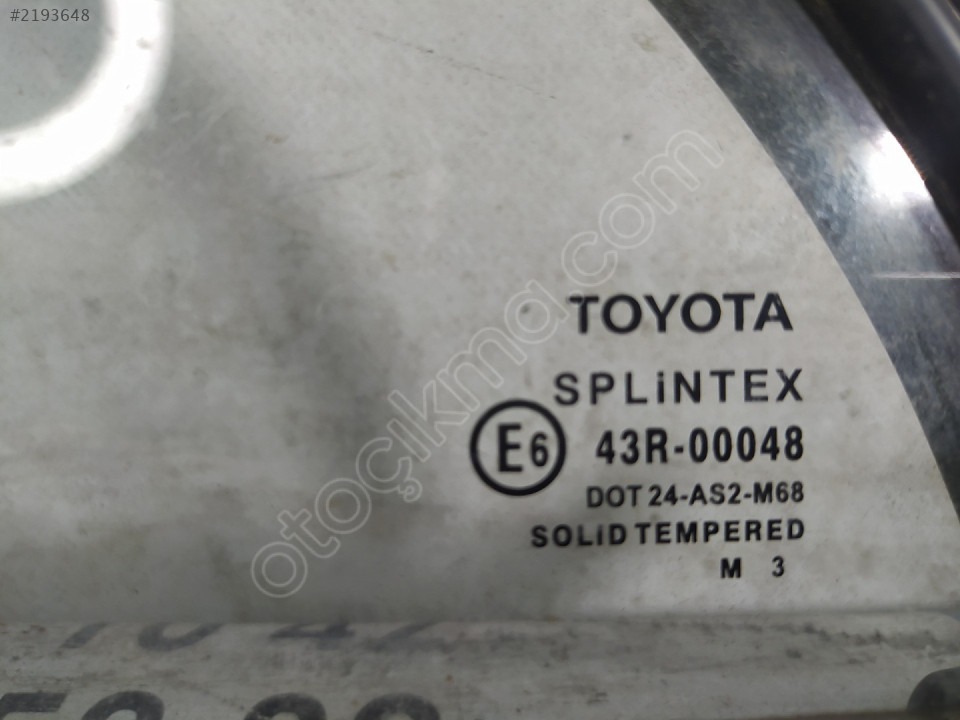 #2193648
TOYOTA
SPLiNTEX
E6 43R-00048
DOT 24-AS2-M68
SOLiD TEMPERED
M 3
otoçıkma.com